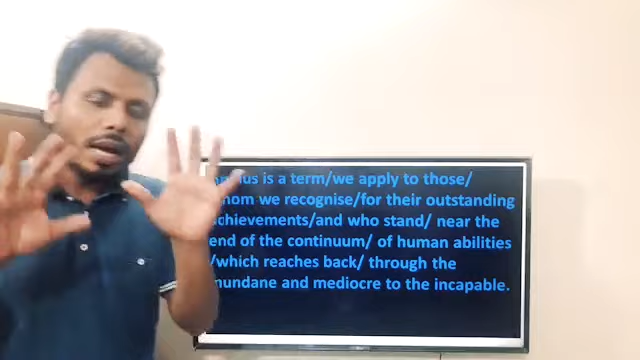 is a term/we apply to those/
we recognise/for their outstanding
achievements/and who stand/ near the
end of the continuum/ of human abilities
/which reaches back/ through the
mundane and mediocre to the incapable.